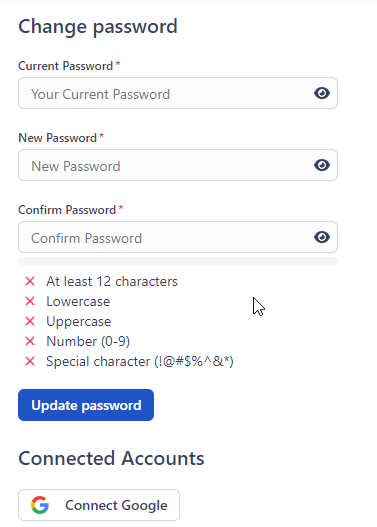 Change password
Current Password *
Your Current Password
New Password *
New Password
Confirm Password *
Confirm Password
At least 12 characters
Lowercase
Uppercase
Number (0-9)
Special character (!@#$%^&*)
Update password
Connected Accounts
Connect Google